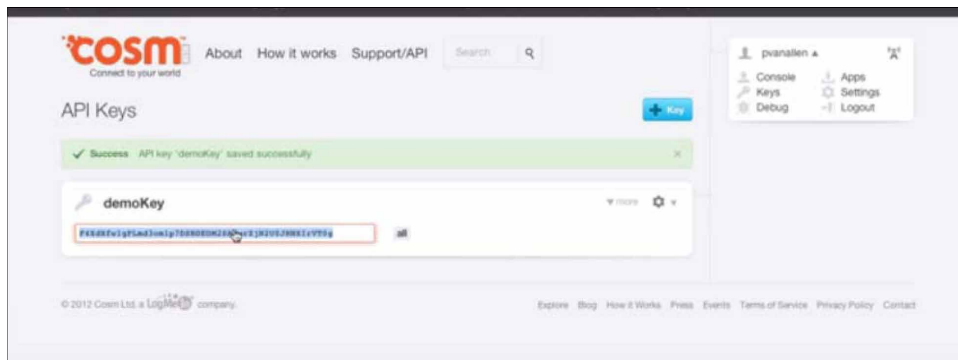 cosm
Connect to your world
About How it works Support/API Search
pvanallen
Console Apps
Keys Settings
Debug Logout
API Keys
+ Key
Success API key 'demoKey' saved successfully
demoKey
more
all
© 2012 Cosm Ltd. a LogMeIn company.
Explore Blog How it Works Press Events Terms of Service Privacy Policy Contact